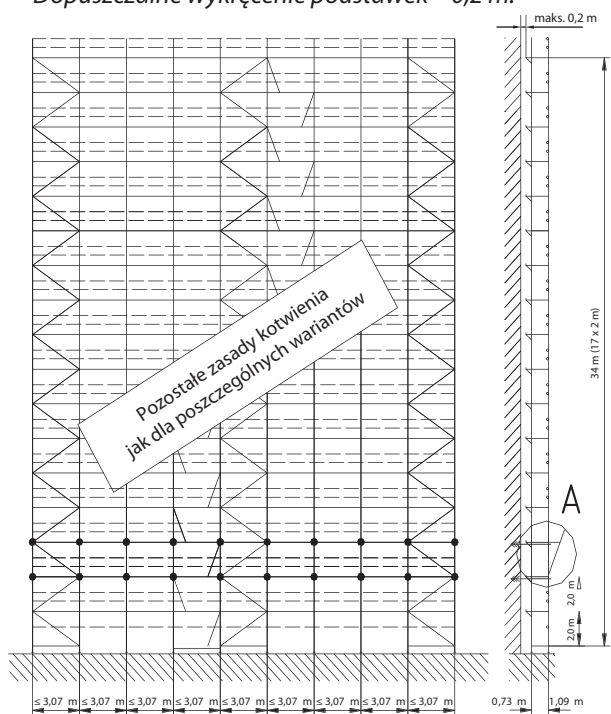 Dopuszczalne wykręcenie podstawek – 0,2 m.
maks. 0,2 m
34 m (17 x 2 m)
Pozostałe zasady kotwienia
jak dla poszczególnych wariantów
A
2,0 m
2,0 m
≤ 3,07 m ≤ 3,07 m ≤ 3,07 m ≤ 3,07 m ≤ 3,07 m ≤ 3,07 m ≤ 3,07 m ≤ 3,07 m ≤ 3,07 m
0,73 m 1,09 m